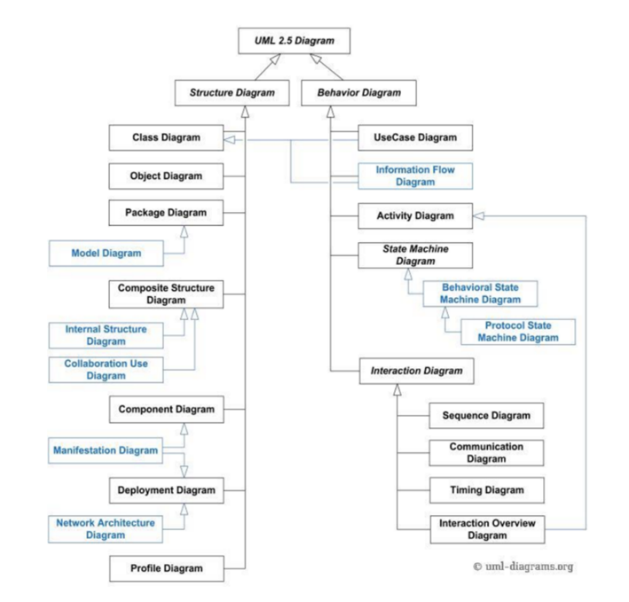 UML 2.5 Diagram
Structure Diagram
Behavior Diagram
Class Diagram
UseCase Diagram
Object Diagram
Information Flow
Diagram
Package Diagram
Activity Diagram
Model Diagram
State Machine
Diagram
Composite Structure
Diagram
Behavioral State
Machine Diagram
Internal Structure
Diagram
Protocol State
Machine Diagram
Collaboration Use
Diagram
Interaction Diagram
Component Diagram
Sequence Diagram
Manifestation Diagram
Communication
Diagram
Deployment Diagram
Timing Diagram
Network Architecture
Diagram
Interaction Overview
Diagram
Profile Diagram
© uml-diagrams.org